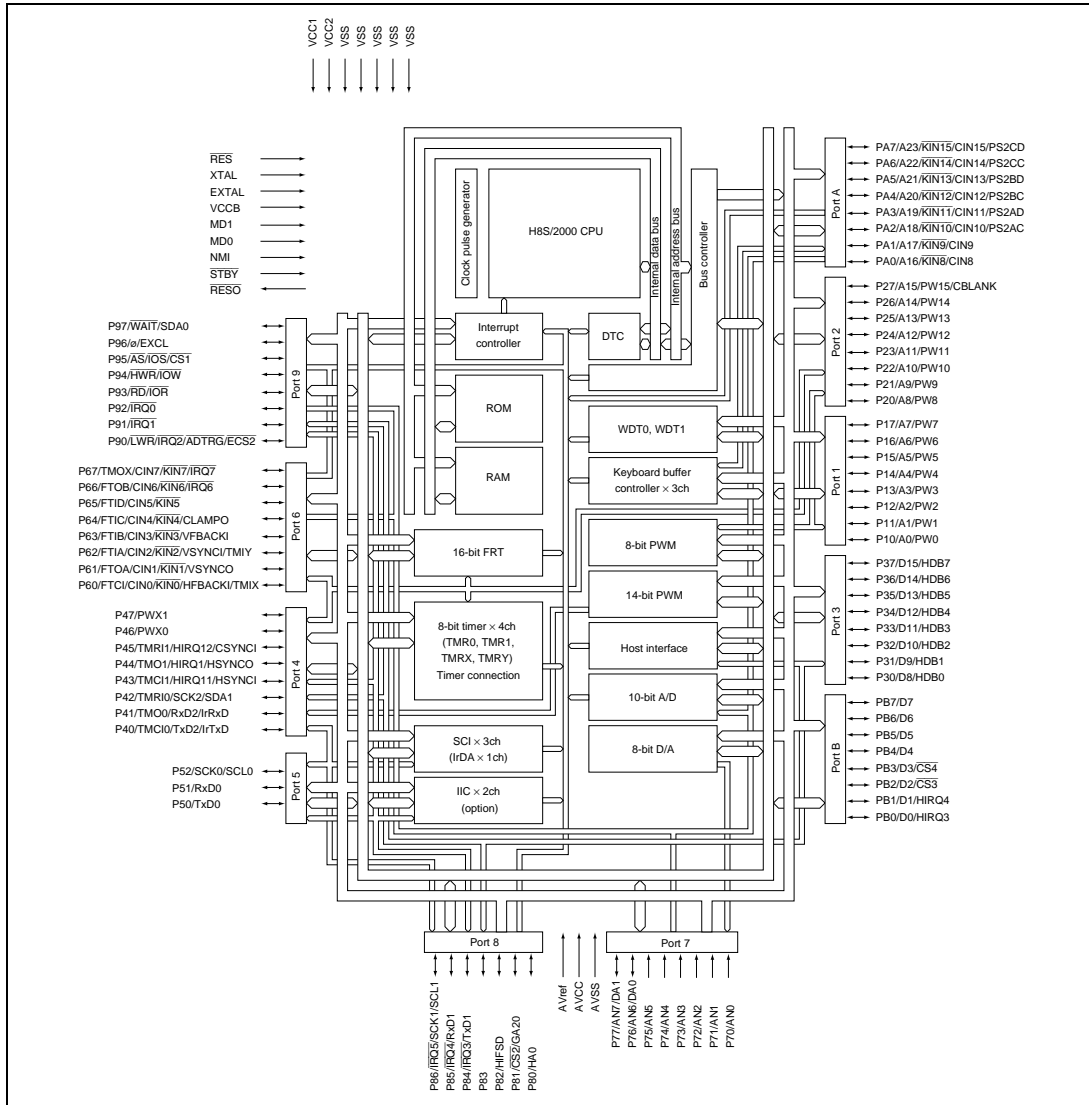 VCC1
VCC2
VSS
VSS
VSS
VSS
VSS
RES
XTAL
EXTAL
VCCB
MD1
MD0
NMI
STBY
RESO
P97/WAIT/SDA0
P96/ø/EXCL
P95/AS/IOS/CS1
P94/HWR/IOW
P93/RD/IOR
P92/IRQ0
P91/IRQ1
P90/LWR/IRQ2/ADTRG/ECS2
Port 9
P67/TMOX/CIN7/KIN7/IRQ7
P66/FTOB/CIN6/KIN6/IRQ6
P65/FTID/CIN5/KIN5
P64/FTIC/CIN4/KIN4/CLAMPO
P63/FTIB/CIN3/KIN3/VFBACKI
P62/FTIA/CIN2/KIN2/VSYNCI/TMIY
P61/FTOA/CIN1/KIN1/VSYNCO
P60/FTCI/CIN0/KIN0/HFBACKI/TMIX
Port 6
P47/PWX1
P46/PWX0
P45/TMRI1/HIRQ12/CSYNCI
P44/TMO1/HIRQ1/HSYNCO
P43/TMCI1/HIRQ11/HSYNCI
P42/TMRI0/SCK2/SDA1
P41/TMO0/RxD2/IrRxD
P40/TMCI0/TxD2/IrTxD
Port 4
P52/SCK0/SCL0
P51/RxD0
P50/TxD0
Port 5
Clock pulse generator
H8S/2000 CPU
Internal data bus
Internal address bus
Bus controller
Interrupt
controller
DTC
ROM
RAM
WDT0, WDT1
Keyboard buffer
controller × 3ch
16-bit FRT
8-bit PWM
14-bit PWM
8-bit timer × 4ch
(TMR0, TMR1,
TMRX, TMRY)
Timer connection
Host interface
10-bit A/D
8-bit D/A
SCI × 3ch
(IrDA × 1ch)
IIC × 2ch
(option)
Port A
PA7/A23/KIN15/CIN15/PS2CD
PA6/A22/KIN14/CIN14/PS2CC
PA5/A21/KIN13/CIN13/PS2BD
PA4/A20/KIN12/CIN12/PS2BC
PA3/A19/KIN11/CIN11/PS2AD
PA2/A18/KIN10/CIN10/PS2AC
PA1/A17/KIN9/CIN9
PA0/A16/KIN8/CIN8
Port 2
P27/A15/PW15/CBLANK
P26/A14/PW14
P25/A13/PW13
P24/A12/PW12
P23/A11/PW11
P22/A10/PW10
P21/A9/PW9
P20/A8/PW8
Port 1
P17/A7/PW7
P16/A6/PW6
P15/A5/PW5
P14/A4/PW4
P13/A3/PW3
P12/A2/PW2
P11/A1/PW1
P10/A0/PW0
Port 3
P37/D15/HDB7
P36/D14/HDB6
P35/D13/HDB5
P34/D12/HDB4
P33/D11/HDB3
P32/D10/HDB2
P31/D9/HDB1
P30/D8/HDB0
Port B
PB7/D7
PB6/D6
PB5/D5
PB4/D4
PB3/D3/CS4
PB2/D2/CS3
PB1/D1/HIRQ4
PB0/D0/HIRQ3
Port 8
P86/IRQ5/SCK1/SCL1
P85/IRQ4/RxD1
P84/IRQ3/TxD1
P83
P82/HIFSD
P81/CS2/GA20
P80/HA0
AVref
AVCC
AVSS
Port 7
P77/AN7/DA1
P76/AN6/DA0
P75/AN5
P74/AN4
P73/AN3
P72/AN2
P71/AN1
P70/AN0